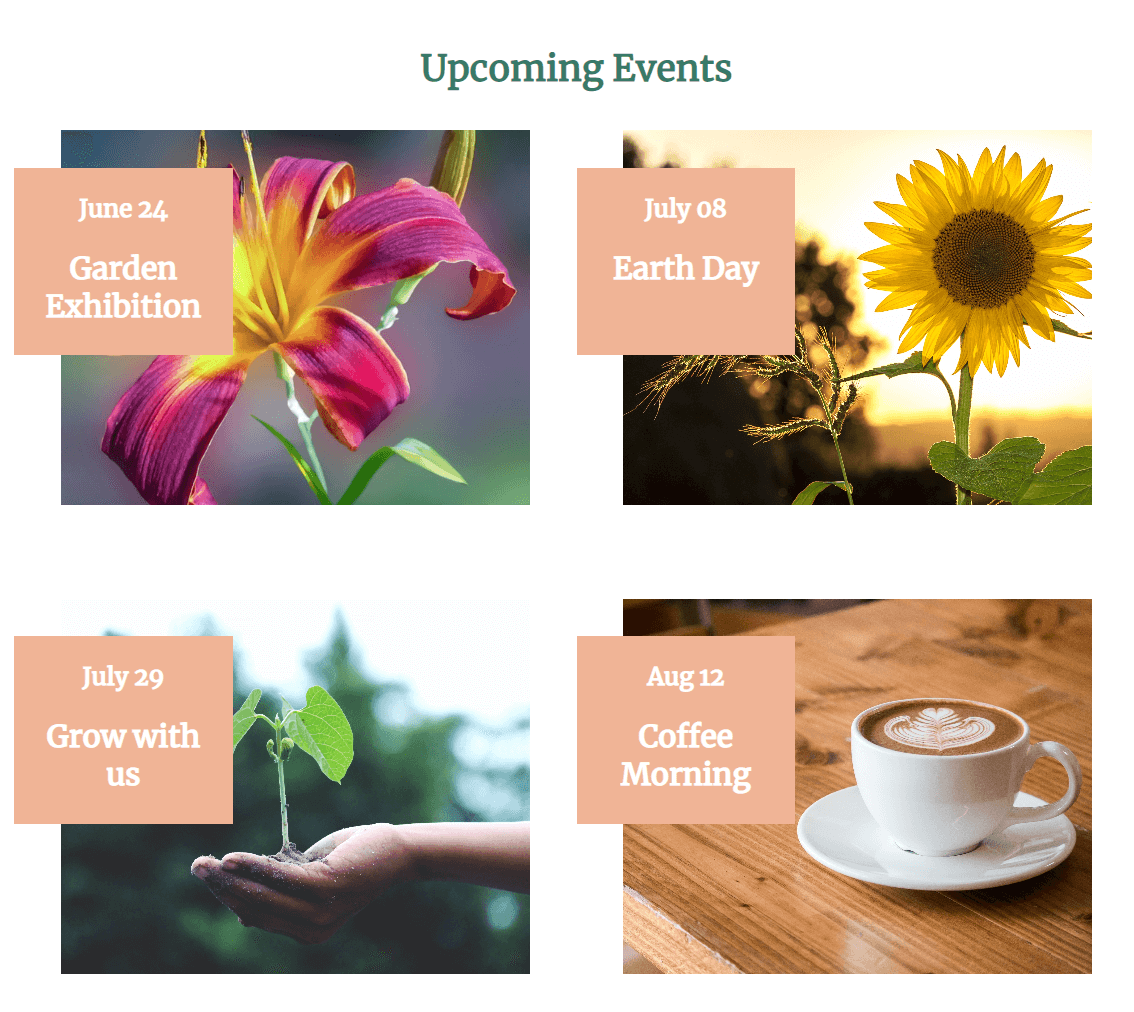 Upcoming Events
June 24
Garden
Exhibition
July 08
Earth Day
July 29
Grow with
us
Aug 12
Coffee
Morning